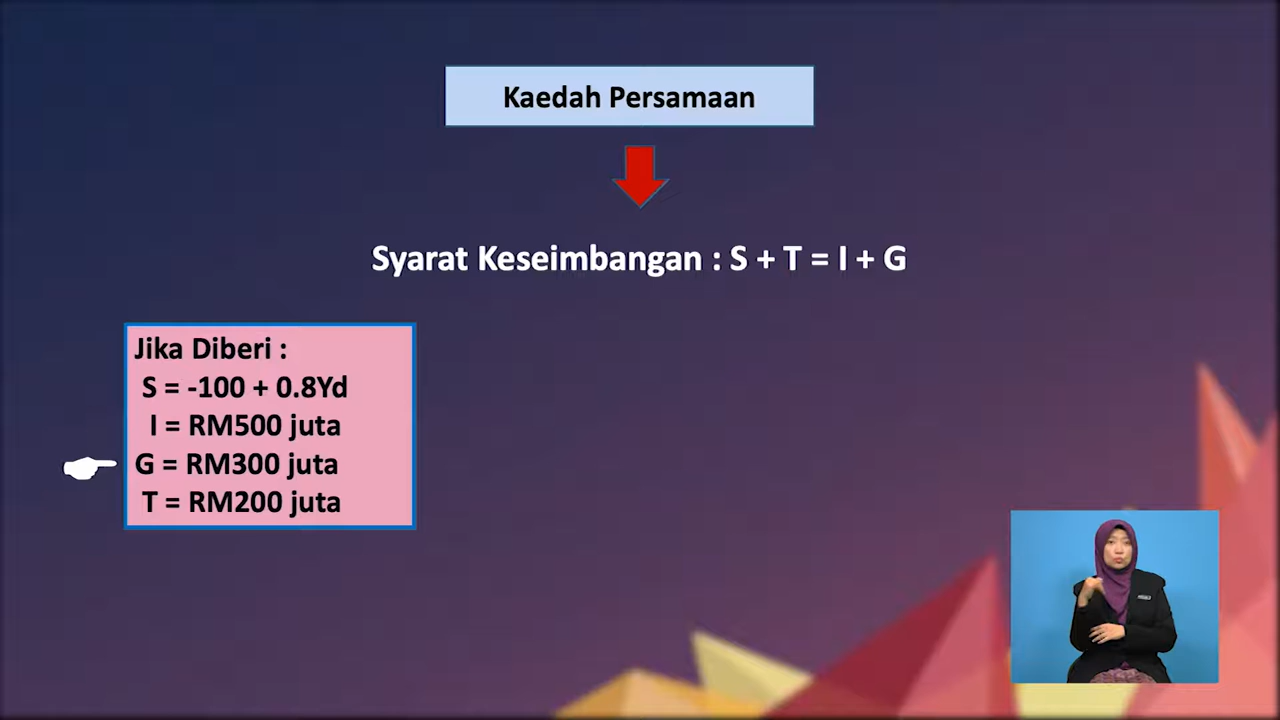 Kaedah Persamaan
Syarat Keseimbangan : S + T = I + G
Jika Diberi :
S = -100 + 0.8Yd
I = RM500 juta
G = RM300 juta
T = RM200 juta